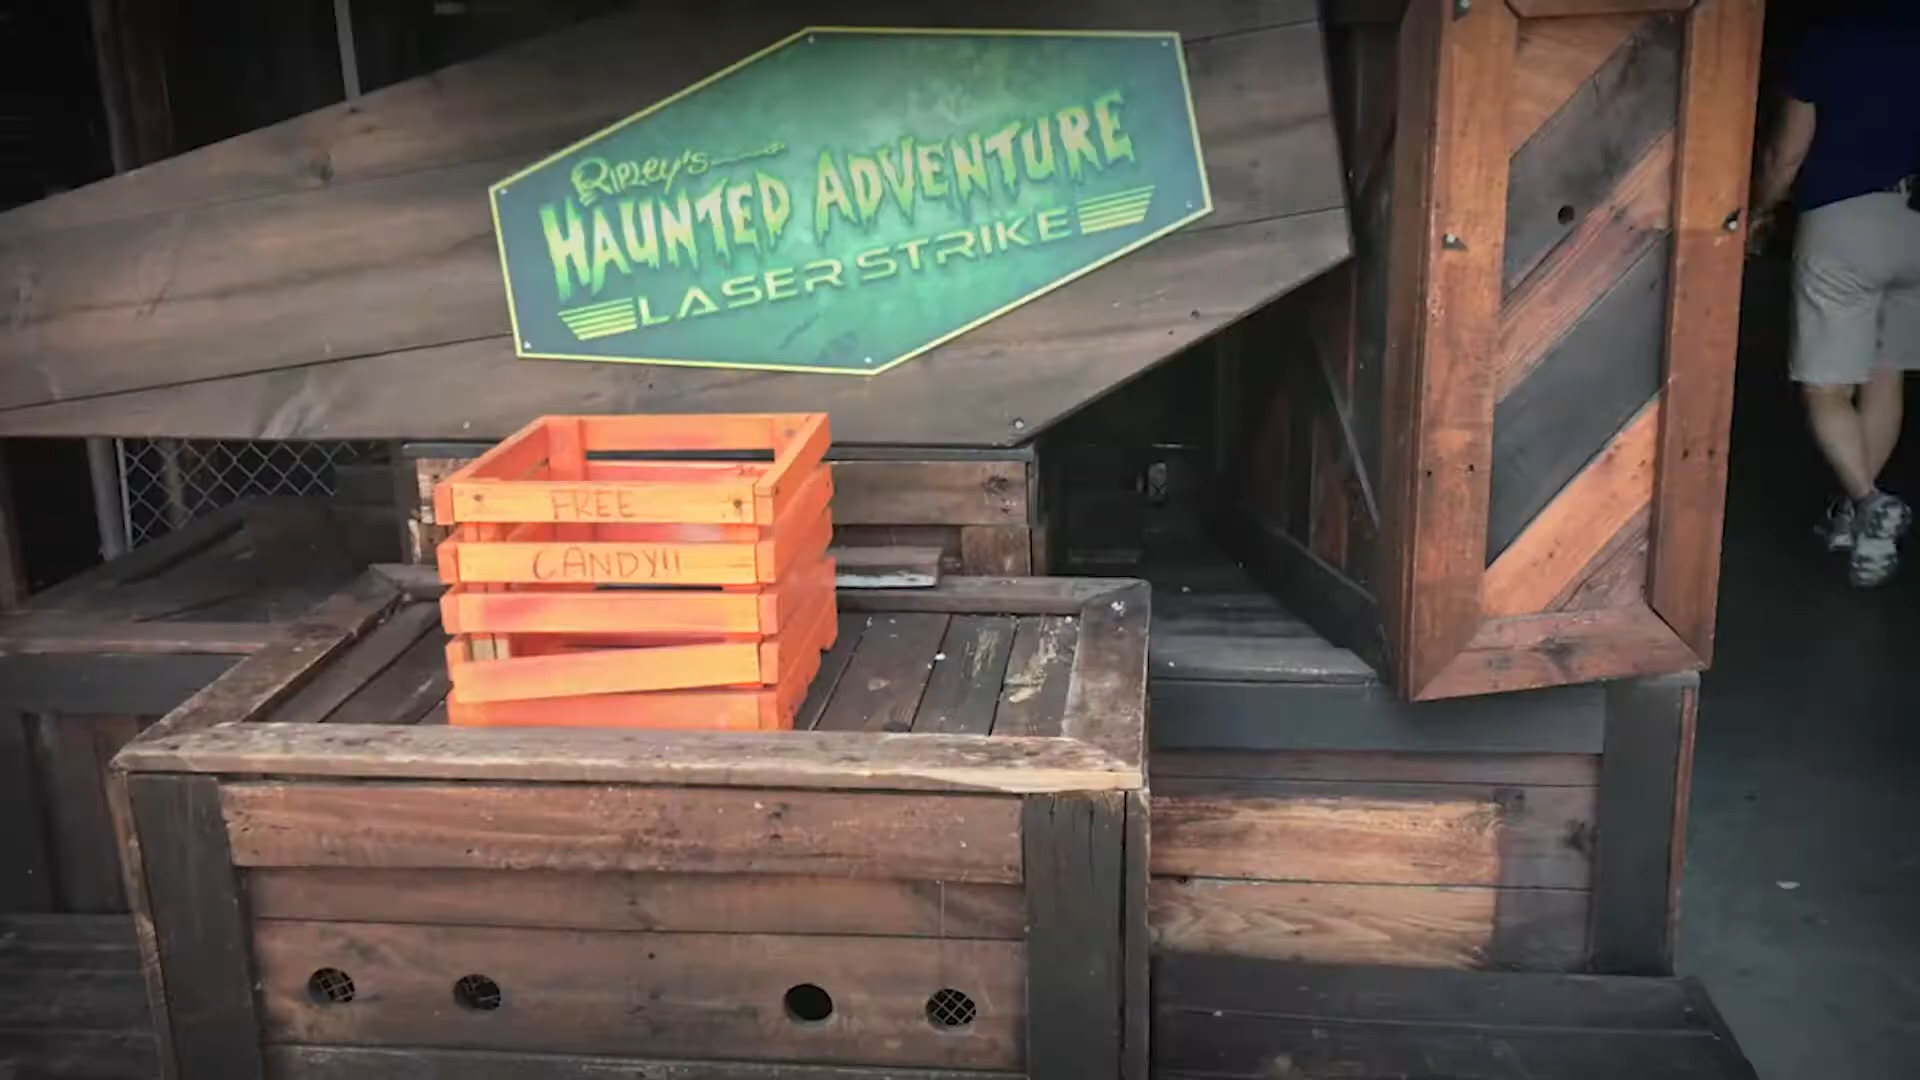 RIPLEY'S
HAUNTED ADVENTURE
LASER STRIKE
FREE
CANDY!!